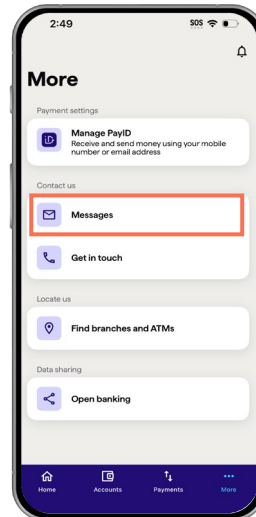 2:49
SOS
More
Payment settings
iD
Manage PayID
Receive and send money using your mobile
number or email address
Contact us
Messages
Get in touch
Locate us
Find branches and ATMs
Data sharing
Open banking
Home Accounts Payments More